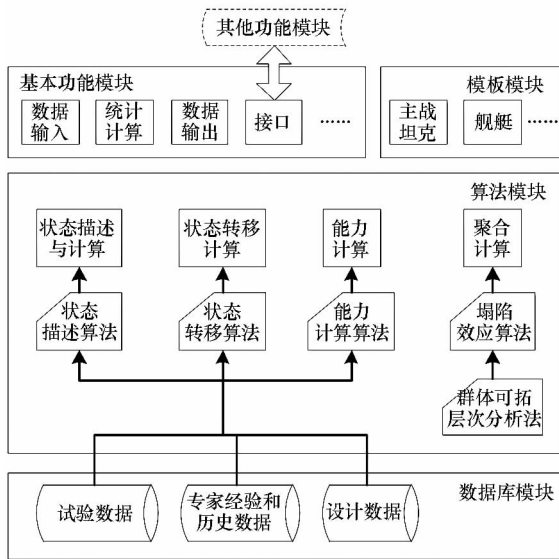 其他功能模块
基本功能模块
数据
输入
统计
计算
数据
输出
接口
……
模板模块
主战
坦克
舰艇
……
算法模块
状态描述
与计算
状态转移
计算
能力
计算
聚合
计算
状态
描述算法
状态
转移算法
能力
计算算法
塌陷
效应算法
群体可拓
层次分析法
试验数据
专家经验和
历史数据
设计数据
数据库模块